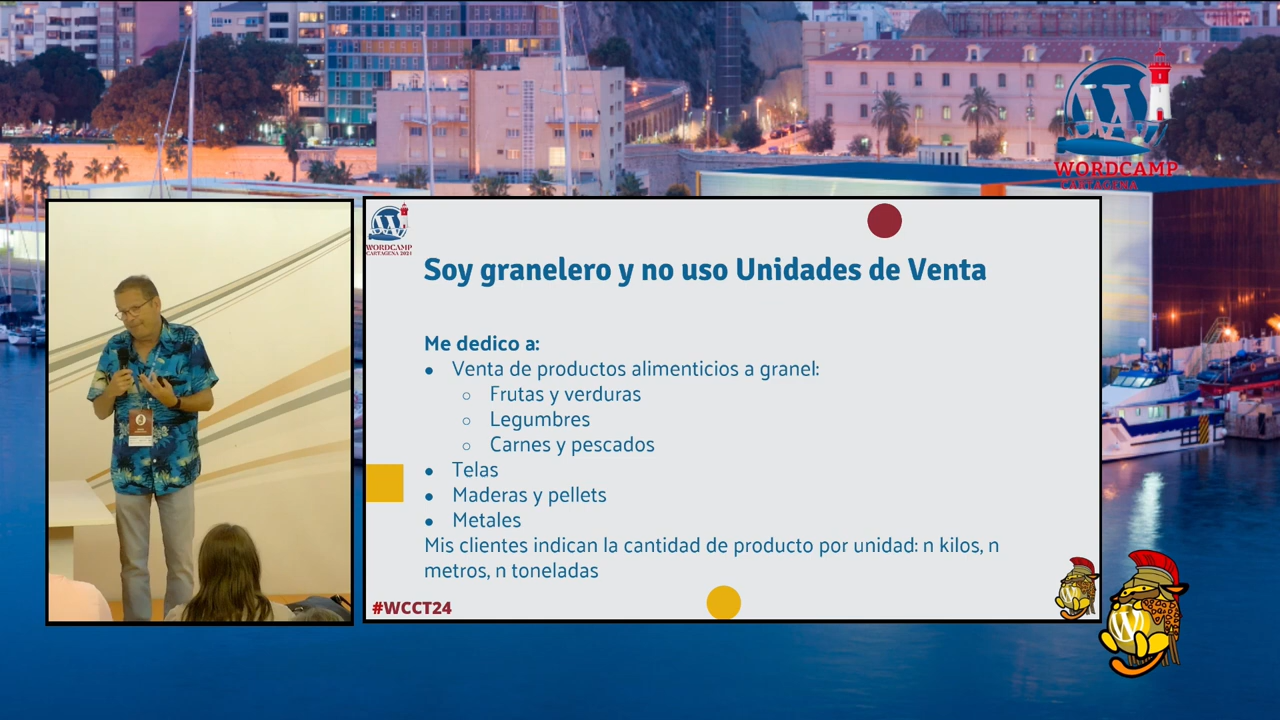 WORDCAMP
CARTAGENA
WORDCAMP
CARTAGENA 2024
Soy granelero y no uso Unidades de Venta
Me dedico a:
● Venta de productos alimenticios a granel:
○ Frutas y verduras
○ Legumbres
○ Carnes y pescados
● Telas
● Maderas y pellets
● Metales
Mis clientes indican la cantidad de producto por unidad: n kilos, n
metros, n toneladas
#WCCT24